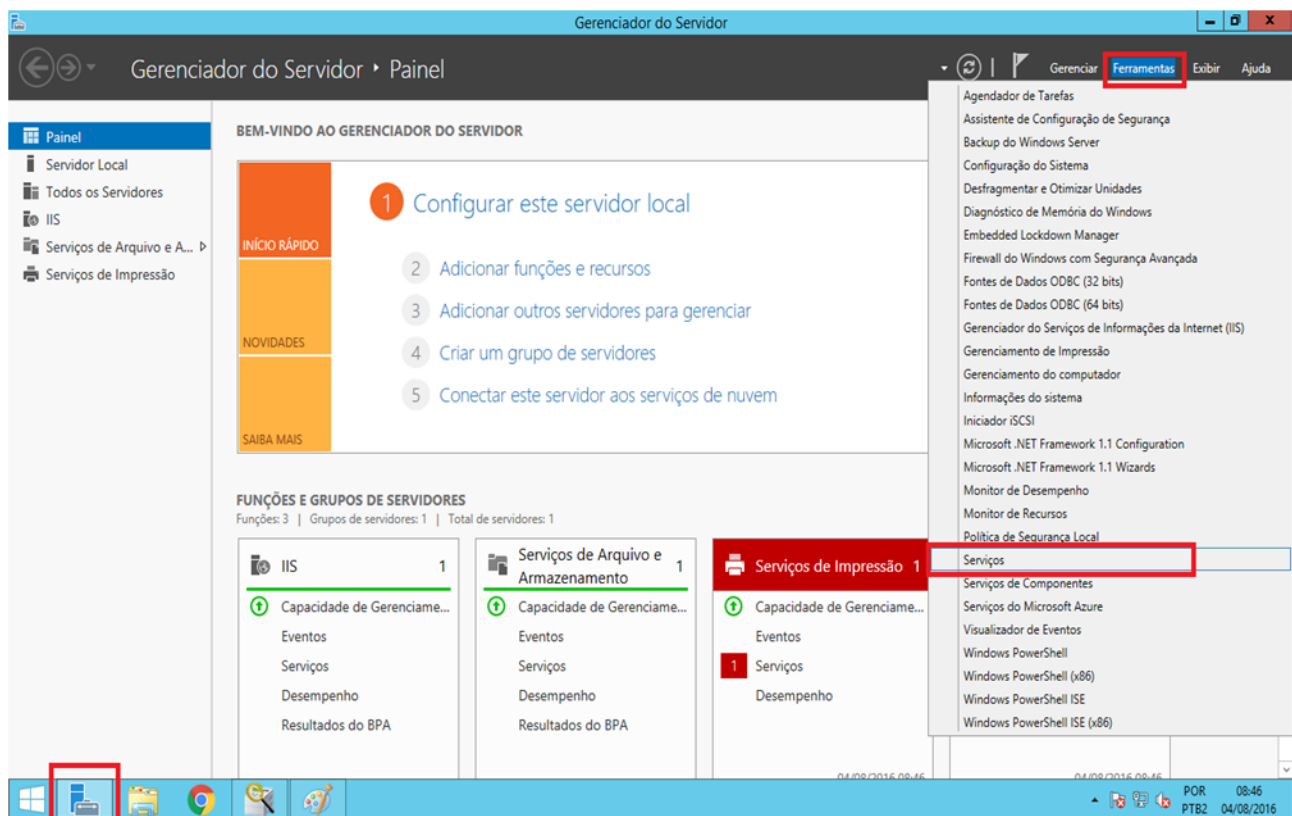 Gerenciador do Servidor
Gerenciador do Servidor ‣ Painel
Gerenciar Ferramentas Exibir Ajuda
Painel
Servidor Local
Todos os Servidores
IIS
Serviços de Arquivo e A...
Serviços de Impressão
BEM-VINDO AO GERENCIADOR DO SERVIDOR
INÍCIO RÁPIDO
NOVIDADES
SAIBA MAIS
1 Configurar este servidor local
2 Adicionar funções e recursos
3 Adicionar outros servidores para gerenciar
4 Criar um grupo de servidores
5 Conectar este servidor aos serviços de nuvem
FUNÇÕES E GRUPOS DE SERVIDORES
Funções: 3 | Grupos de servidores: 1 | Total de servidores: 1
IIS 1
Capacidade de Gerenciame...
Eventos
Serviços
Desempenho
Resultados do BPA
Serviços de Arquivo e
Armazenamento 1
Capacidade de Gerenciame...
Eventos
Serviços
Desempenho
Resultados do BPA
Serviços de Impressão 1
Capacidade de Gerenciame...
Eventos
1 Serviços
Desempenho
04/08/2016 08:46
04/08/2016 08:46
Agendador de Tarefas
Assistente de Configuração de Segurança
Backup do Windows Server
Configuração do Sistema
Desfragmentar e Otimizar Unidades
Diagnóstico de Memória do Windows
Embedded Lockdown Manager
Firewall do Windows com Segurança Avançada
Fontes de Dados ODBC (32 bits)
Fontes de Dados ODBC (64 bits)
Gerenciador do Serviços de Informações da Internet (IIS)
Gerenciamento de Impressão
Gerenciamento do computador
Informações do sistema
Iniciador iSCSI
Microsoft .NET Framework 1.1 Configuration
Microsoft .NET Framework 1.1 Wizards
Monitor de Desempenho
Monitor de Recursos
Política de Segurança Local
Serviços
Serviços de Componentes
Serviços do Microsoft Azure
Visualizador de Eventos
Windows PowerShell
Windows PowerShell (x86)
Windows PowerShell ISE
Windows PowerShell ISE (x86)
POR 08:46
PTB2 04/08/2016